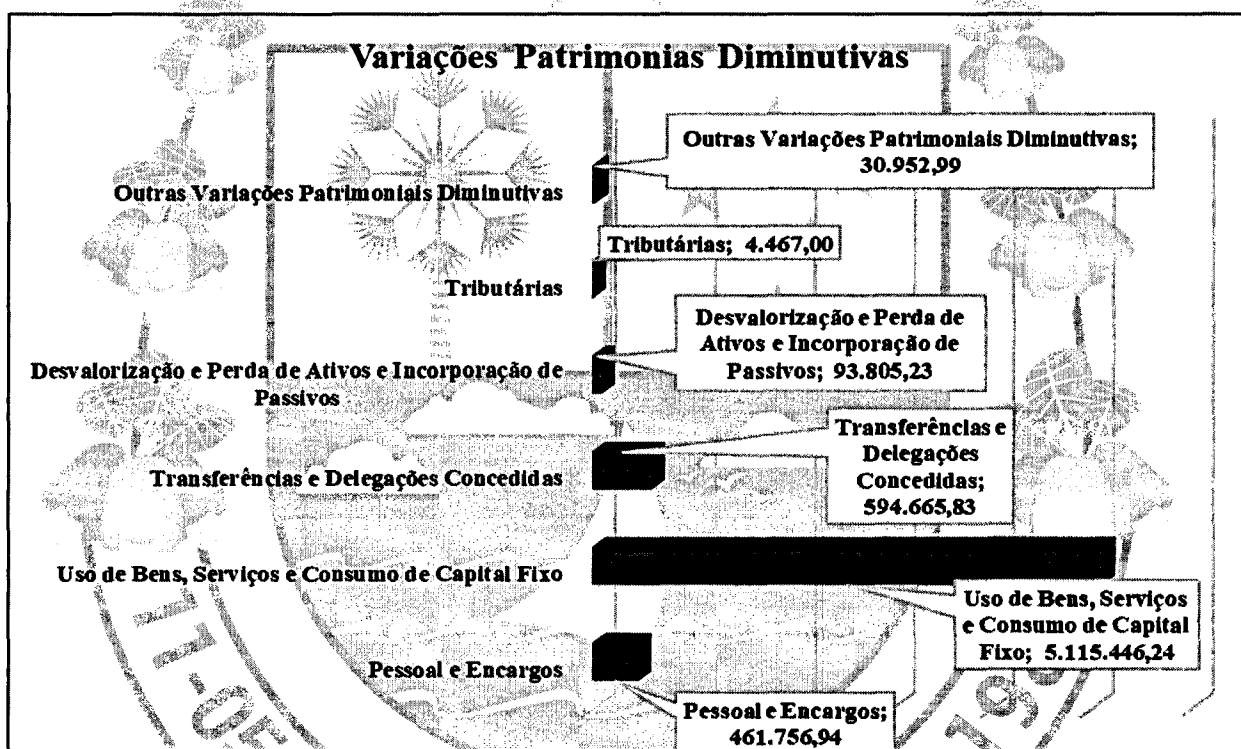 Variações Patrimonias Diminutivas
Outras Variações Patrimoniais Diminutivas;
30.952,99
Outras Variações Patrimoniais Diminutivas
Tributárias; 4.467,00
Tributárias
Desvalorização e Perda de
Ativos e Incorporação de
Passivos; 93.805,23
Desvalorização e Perda de Ativos e Incorporação de
Passivos
Transferências e
Delegações
Concedidas;
594.665,83
Transferências e Delegações Concedidas
Uso de Bens, Serviços e Consumo de Capital Fixo
Uso de Bens, Serviços
e Consumo de Capital
Fixo; 5.115.446,24
Pessoal e Encargos
Pessoal e Encargos;
461.756,94